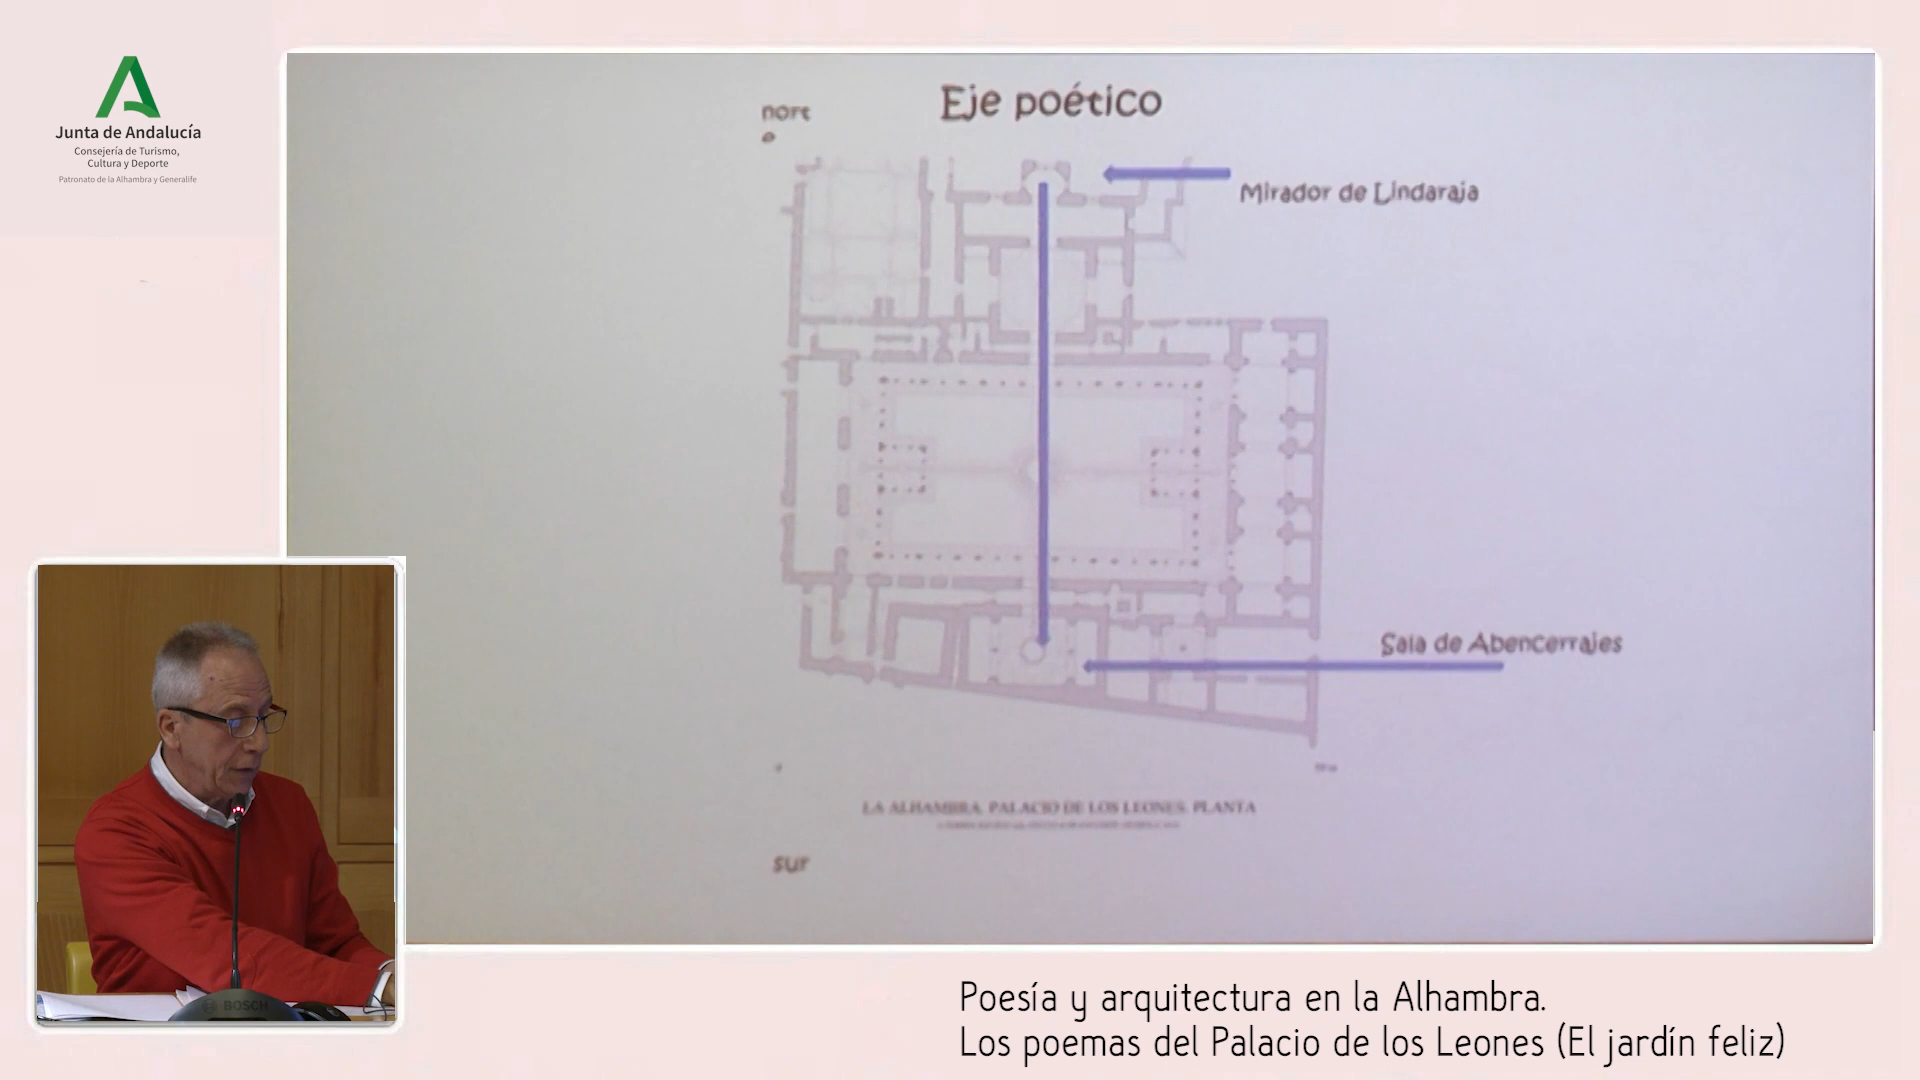 Junta de Andalucía
Consejería de Turismo,
Cultura y Deporte
Patronato de la Alhambra y Generalife
Eje poético
nort
e
Mirador de Lindaraja
Sala de Abencerrajes
LA ALHAMBRA. PALACIO DE LOS LEONES. PLANTA
sur
BOSCH
Poesía y arquitectura en la Alhambra.
Los poemas del Palacio de los Leones (El jardín feliz)